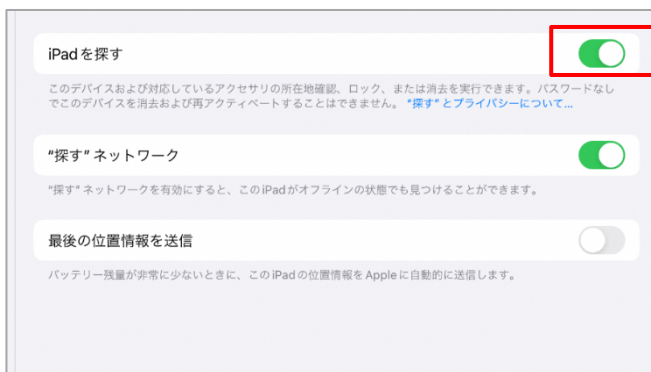 iPadを探す
このデバイスおよび対応しているアクセサリの所在地確認、ロック、または消去を実行できます。パスワードなし
でこのデバイスを消去および再アクティベートすることはできません。 “探す”とプライバシーについて...
“探す” ネットワーク
“探す” ネットワークを有効にすると、このiPadがオフラインの状態でも見つけることができます。
最後の位置情報を送信
バッテリー残量が非常に少ないときに、このiPadの位置情報をAppleに自動的に送信します。